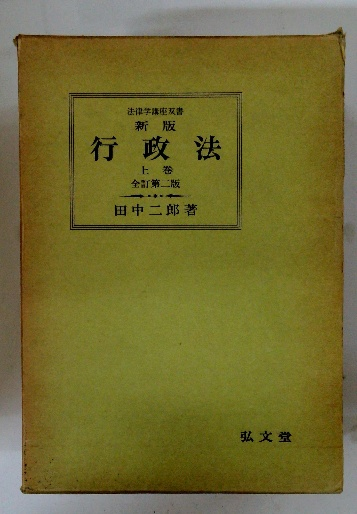 法律学講座双書
新版
行政法
上巻
全訂第二版
田中二郎著
弘文堂